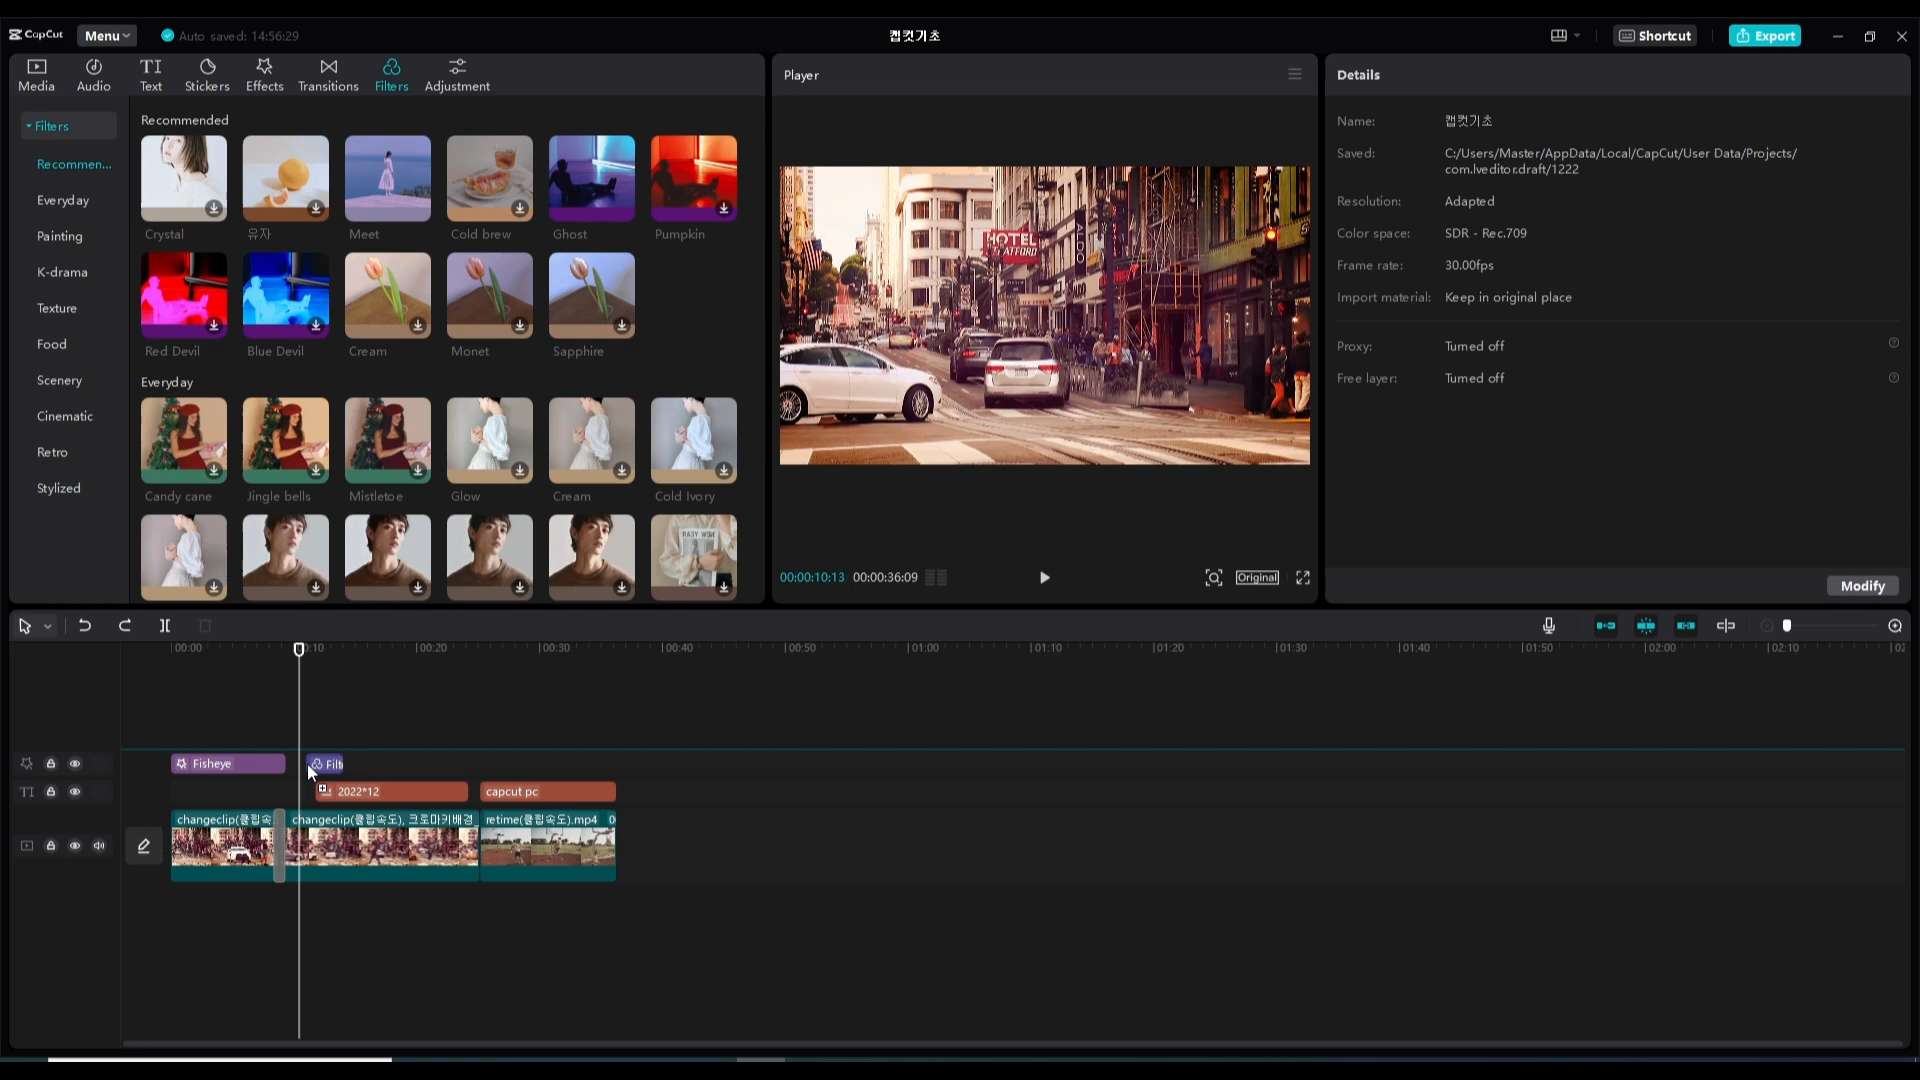 CapCut
Menu
Auto saved: 14:56:29
캡컷기초
Shortcut
Export
Media
Audio
Text
Stickers
Effects
Transitions
Filters
Adjustment
Filters
Recommen...
Everyday
Painting
K-drama
Texture
Food
Scenery
Cinematic
Retro
Stylized
Recommended
Crystal
유자
Meet
Cold brew
Ghost
Pumpkin
Red Devil
Blue Devil
Cream
Monet
Sapphire
Everyday
Candy cane
Jingle bells
Mistletoe
Glow
Cream
Cold Ivory
Player
HOTEL
STRATFORD
ALDO
00:00:10:13
00:00:36:09
Original
Details
Name:
캡컷기초
Saved:
C:/Users/Master/AppData/Local/CapCut/User Data/Projects/
com.lveditor.draft/1222
Resolution:
Adapted
Color space:
SDR - Rec.709
Frame rate:
30.00fps
Import material:
Keep in original place
Proxy:
Turned off
Free layer:
Turned off
Modify
00:00
0:10
00:20
00:30
00:40
00:50
01:00
01:10
01:20
01:30
01:40
01:50
02:00
02:10
02
Fisheye
Filt
TI
2022*12
capcut pc
changeclip(클립속
changeclip(클립속도), 크로마키배경
retime(클립속도).mp4
0